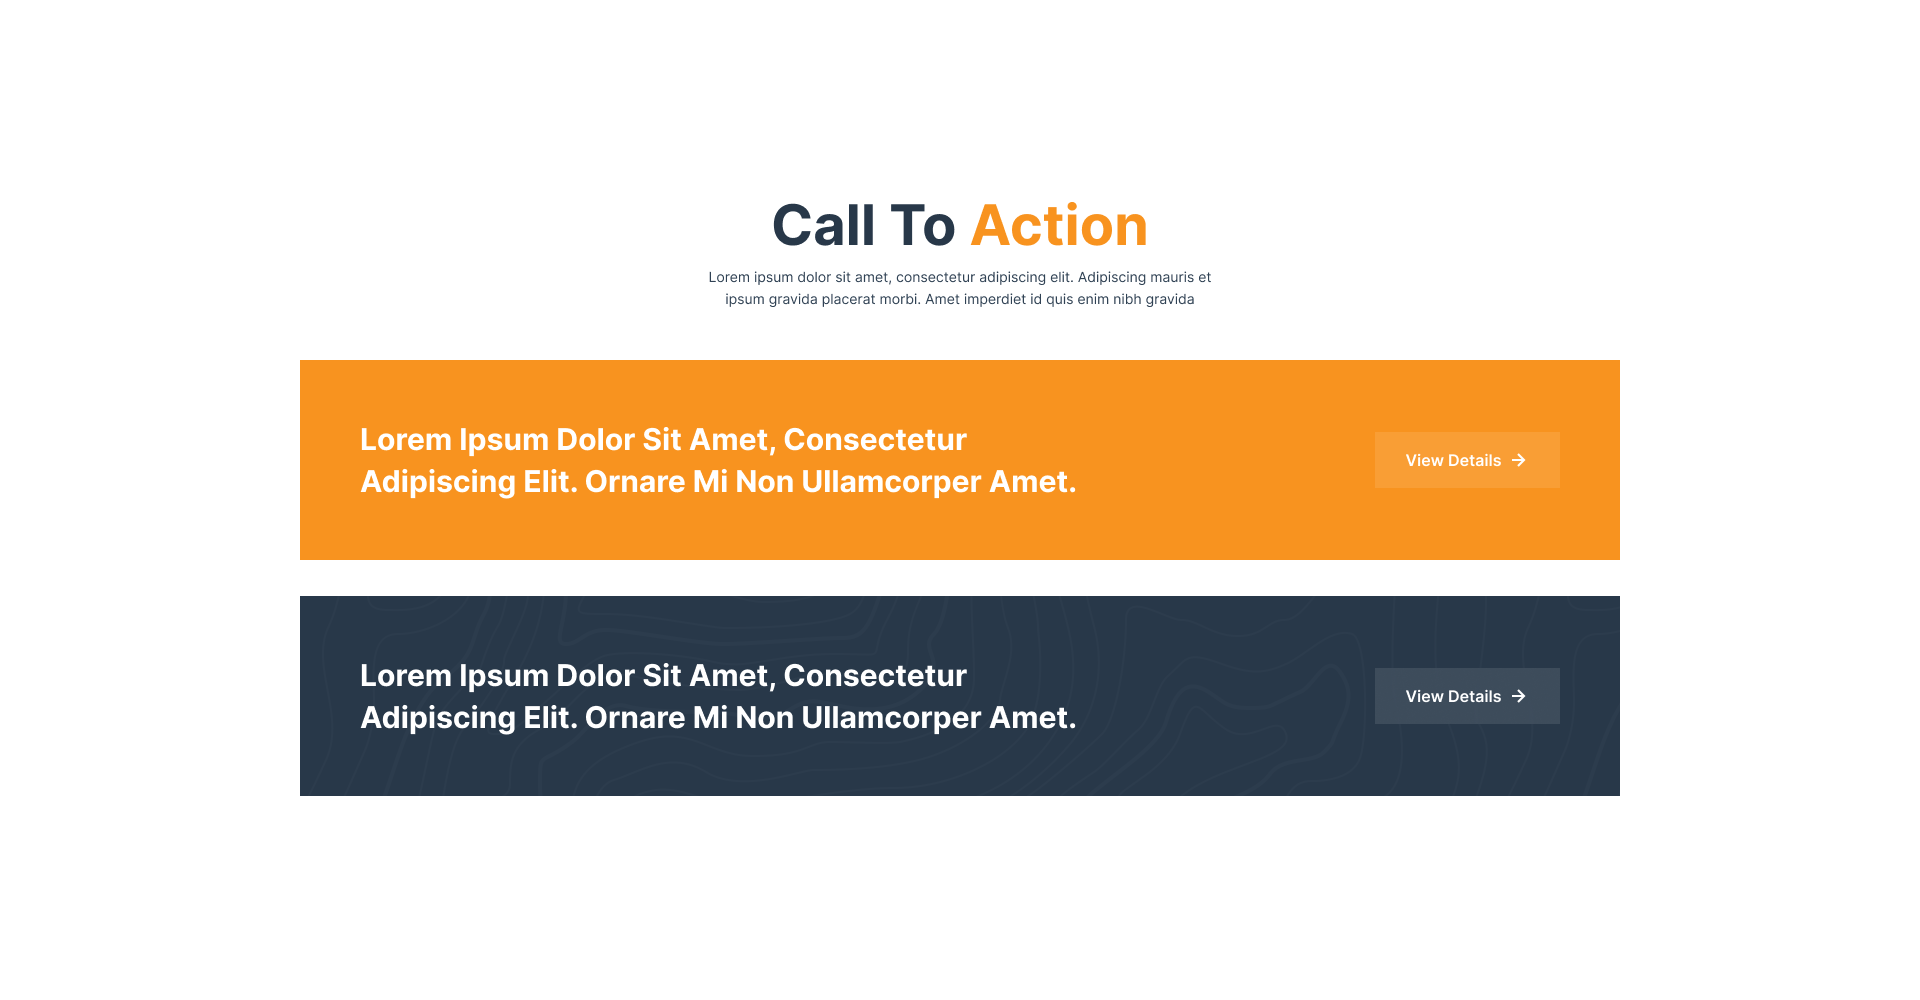 Call To Action
Lorem ipsum dolor sit amet, consectetur adipiscing elit. Adipiscing mauris et
ipsum gravida placerat morbi. Amet imperdiet id quis enim nibh gravida
Lorem Ipsum Dolor Sit Amet, Consectetur
Adipiscing Elit. Ornare Mi Non Ullamcorper Amet.
View Details
Lorem Ipsum Dolor Sit Amet, Consectetur
Adipiscing Elit. Ornare Mi Non Ullamcorper Amet.
View Details